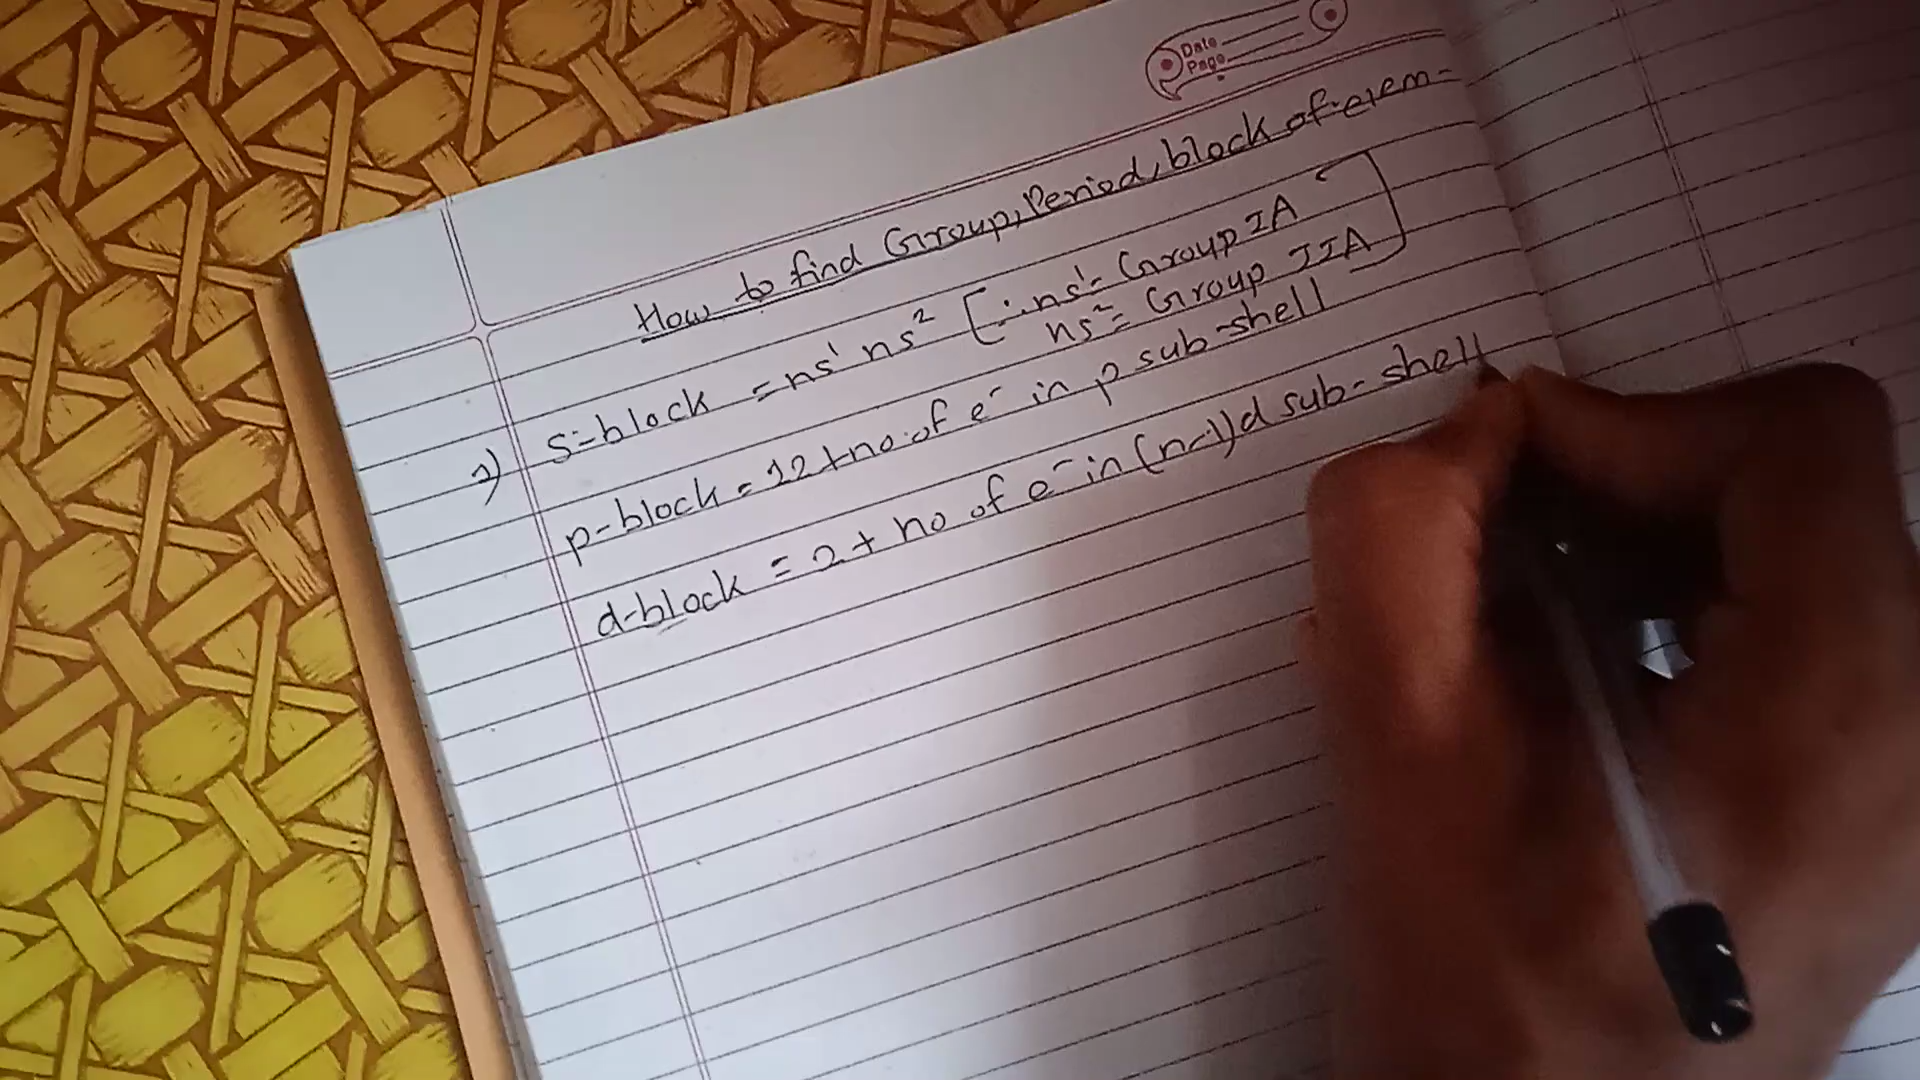 Date
Page
How to find Group, Period, block of elem-
1) s-block = ns¹ ns² [∴ ns¹ = Group IA
ns² = Group IIA]
p-block = 12 + no. of e⁻ in p sub-shell
d-block = 2 + no of e⁻ in (n-1)d sub-shell